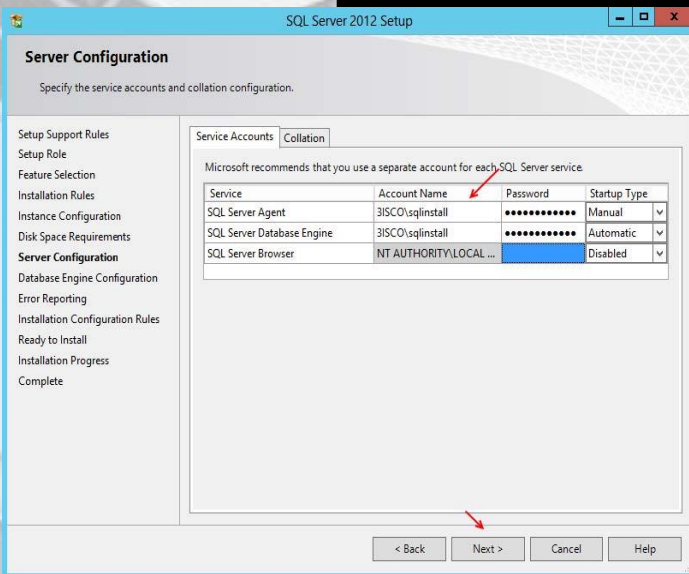 SQL Server 2012 Setup
Server Configuration
Specify the service accounts and collation configuration.
Setup Support Rules
Setup Role
Feature Selection
Installation Rules
Instance Configuration
Disk Space Requirements
Server Configuration
Database Engine Configuration
Error Reporting
Installation Configuration Rules
Ready to Install
Installation Progress
Complete
Service Accounts Collation
Microsoft recommends that you use a separate account for each SQL Server service.
Service Account Name Password Startup Type
SQL Server Agent 3ISCO\sqlinstall ●●●●●●●●●●●● Manual
SQL Server Database Engine 3ISCO\sqlinstall ●●●●●●●●●●●● Automatic
SQL Server Browser NT AUTHORITY\LOCAL ... Disabled
< Back Next > Cancel Help